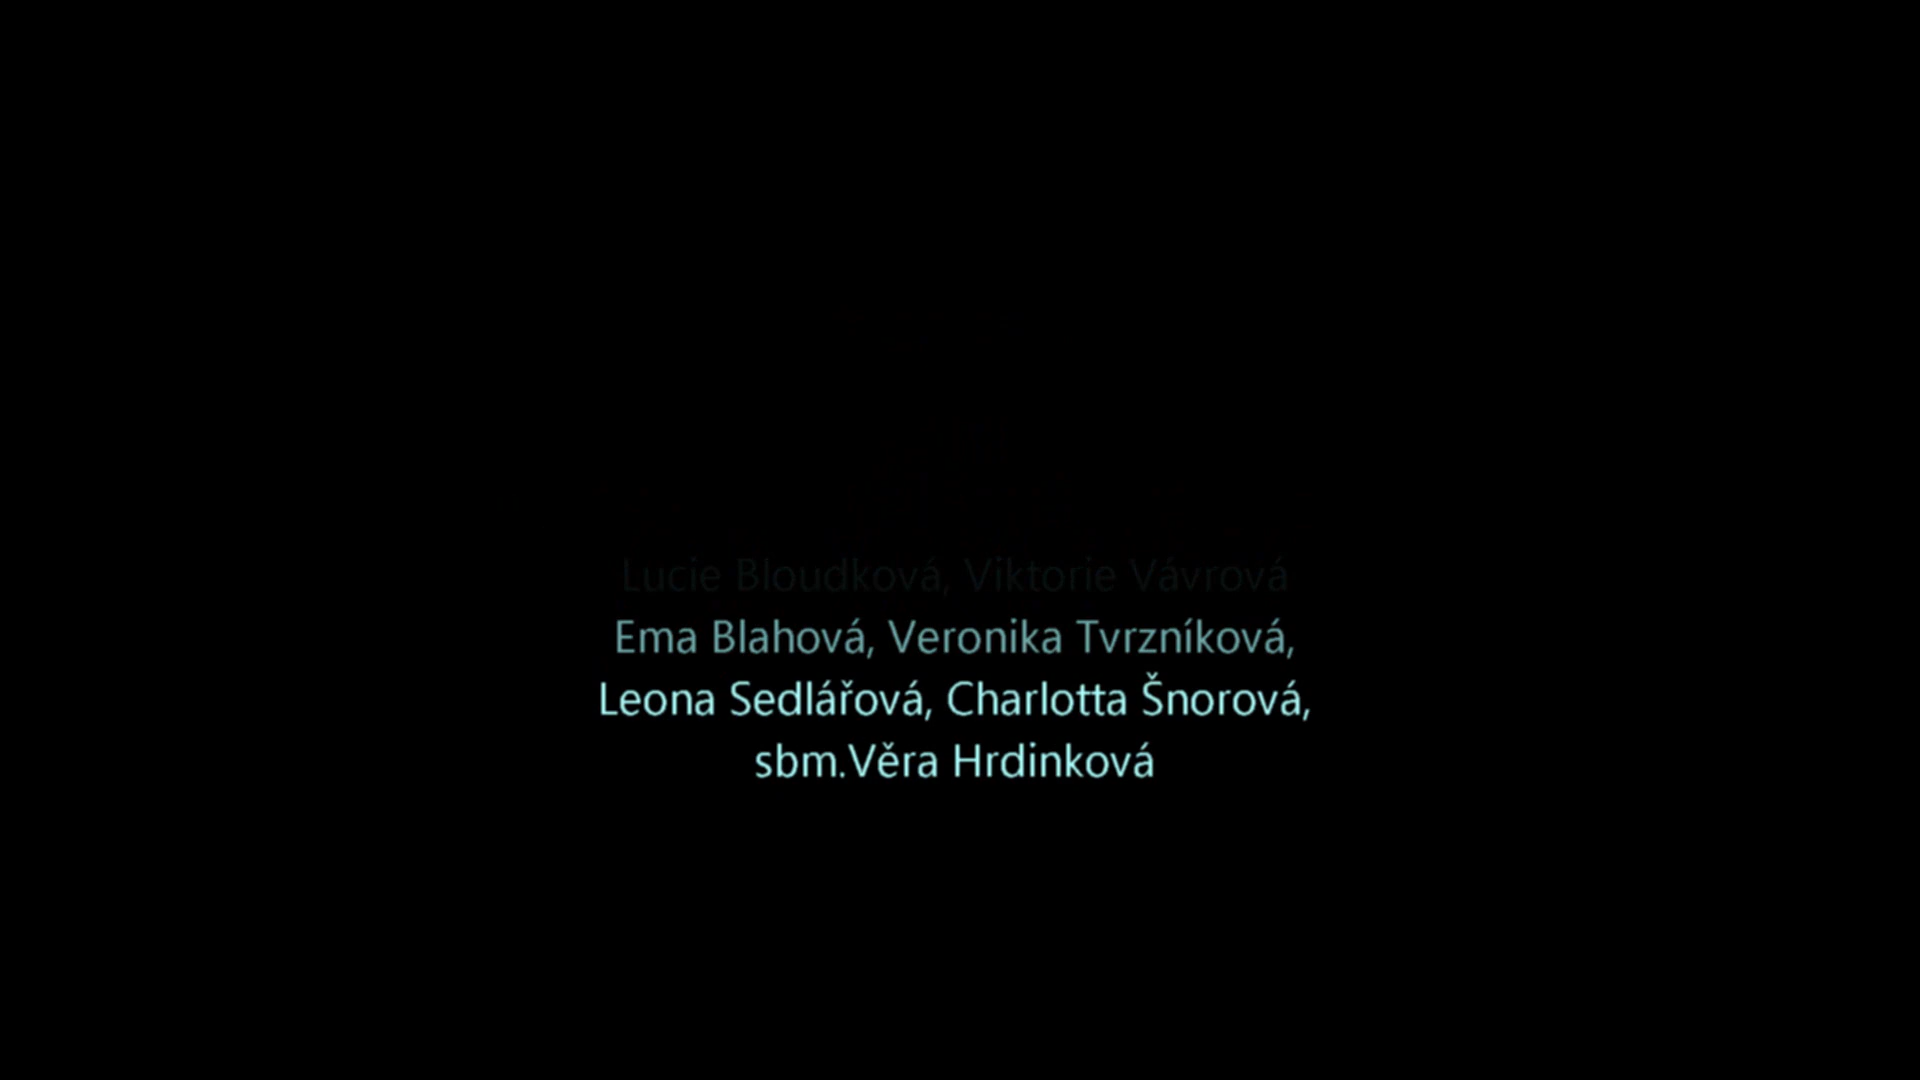 Lucie Bloudková, Viktorie Vávrová
Ema Blahová, Veronika Tvrzníková,
Leona Sedlářová, Charlotta Šnorová,
sbm.Věra Hrdinková